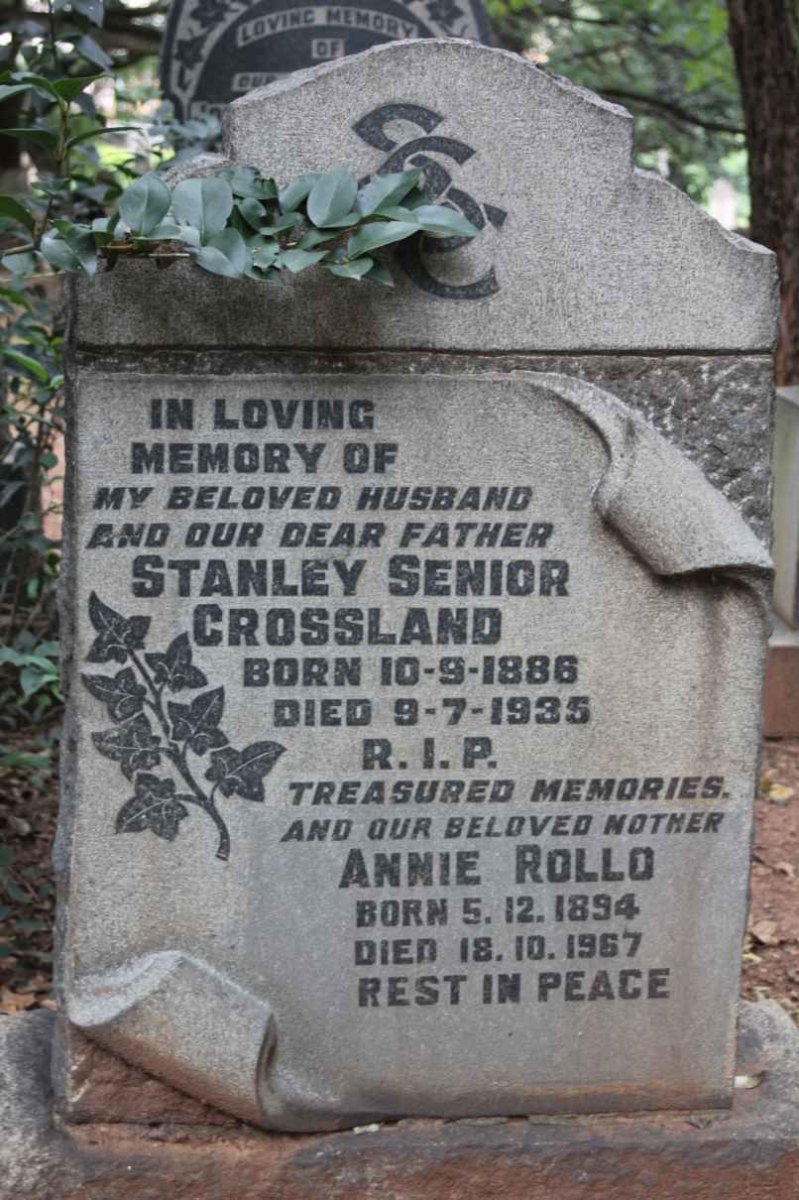 LOVING MEMORY
OF
OUR
SSC
IN LOVING
MEMORY OF
MY BELOVED HUSBAND
AND OUR DEAR FATHER
STANLEY SENIOR
CROSSLAND
BORN 10-9-1886
DIED 9-7-1935
R. I. P.
TREASURED MEMORIES.
AND OUR BELOVED MOTHER
ANNIE ROLLO
BORN 5. 12. 1894
DIED 18. 10. 1967
REST IN PEACE